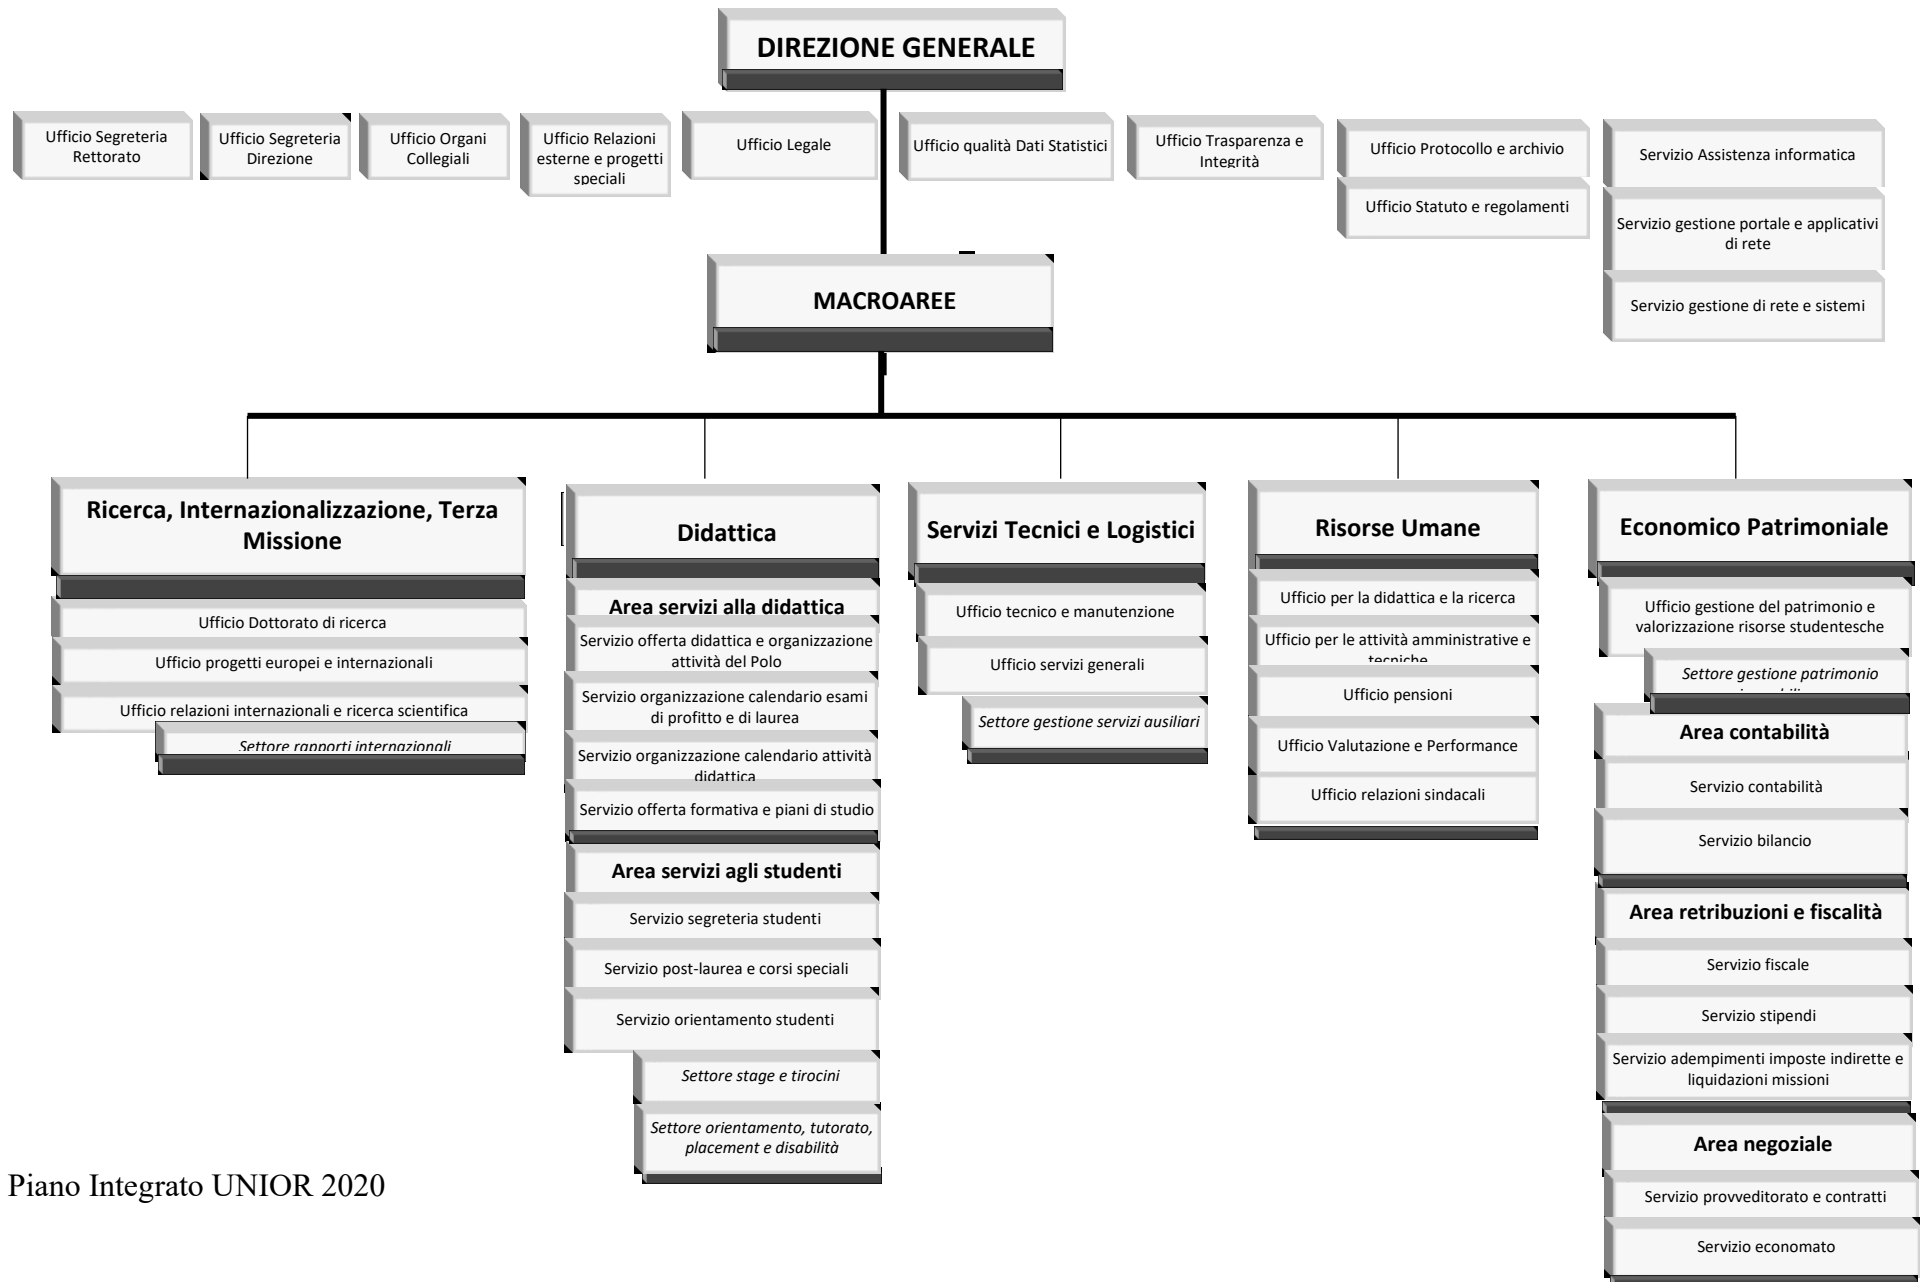 DIREZIONE GENERALE
Ufficio Segreteria
Rettorato
Ufficio Segreteria
Direzione
Ufficio Organi
Collegiali
Ufficio Relazioni
esterne e progetti
speciali
Ufficio Legale
Ufficio qualità Dati Statistici
Ufficio Trasparenza e
Integrità
Ufficio Protocollo e archivio
Ufficio Statuto e regolamenti
Servizio Assistenza informatica
Servizio gestione portale e applicativi
di rete
Servizio gestione di rete e sistemi
MACROAREE
Ricerca, Internazionalizzazione, Terza
Missione
Ufficio Dottorato di ricerca
Ufficio progetti europei e internazionali
Ufficio relazioni internazionali e ricerca scientifica
Settore rapporti internazionali
Didattica
Area servizi alla didattica
Servizio offerta didattica e organizzazione
attività del Polo
Servizio organizzazione calendario esami
di profitto e di laurea
Servizio organizzazione calendario attività
didattica
Servizio offerta formativa e piani di studio
Area servizi agli studenti
Servizio segreteria studenti
Servizio post-laurea e corsi speciali
Servizio orientamento studenti
Settore stage e tirocini
Settore orientamento, tutorato,
placement e disabilità
Servizi Tecnici e Logistici
Ufficio tecnico e manutenzione
Ufficio servizi generali
Settore gestione servizi ausiliari
Risorse Umane
Ufficio per la didattica e la ricerca
Ufficio per le attività amministrative e
tecniche
Ufficio pensioni
Ufficio Valutazione e Performance
Ufficio relazioni sindacali
Economico Patrimoniale
Ufficio gestione del patrimonio e
valorizzazione risorse studentesche
Settore gestione patrimonio
Area contabilità
Servizio contabilità
Servizio bilancio
Area retribuzioni e fiscalità
Servizio fiscale
Servizio stipendi
Servizio adempimenti imposte indirette e
liquidazioni missioni
Area negoziale
Servizio provveditorato e contratti
Servizio economato
Piano Integrato UNIOR 2020